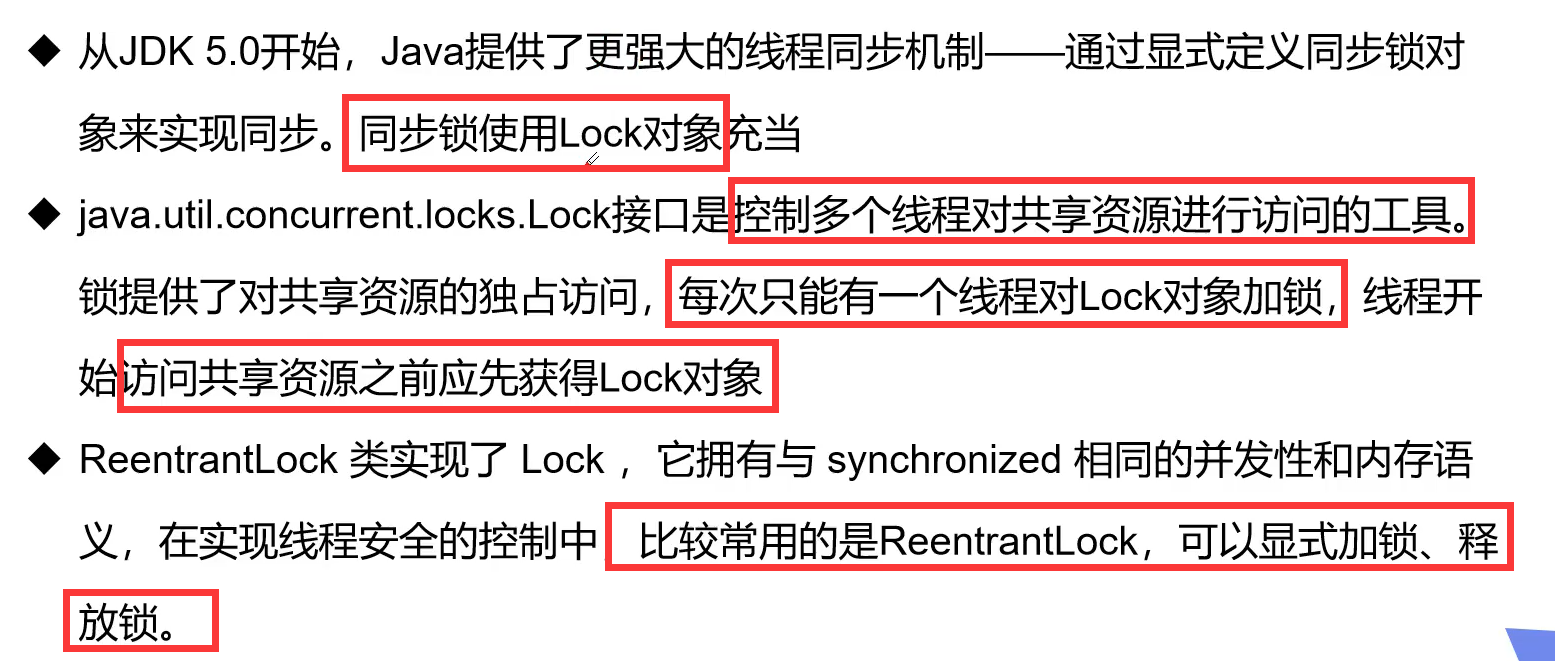 ◆ 从JDK 5.0开始，Java提供了更强大的线程同步机制——通过显式定义同步锁对
象来实现同步。同步锁使用Lock对象充当
◆ java.util.concurrent.locks.Lock接口是控制多个线程对共享资源进行访问的工具。
锁提供了对共享资源的独占访问，每次只能有一个线程对Lock对象加锁，线程开
始访问共享资源之前应先获得Lock对象
◆ ReentrantLock 类实现了 Lock ，它拥有与 synchronized 相同的并发性和内存语
义，在实现线程安全的控制中，比较常用的是ReentrantLock，可以显式加锁、释
放锁。